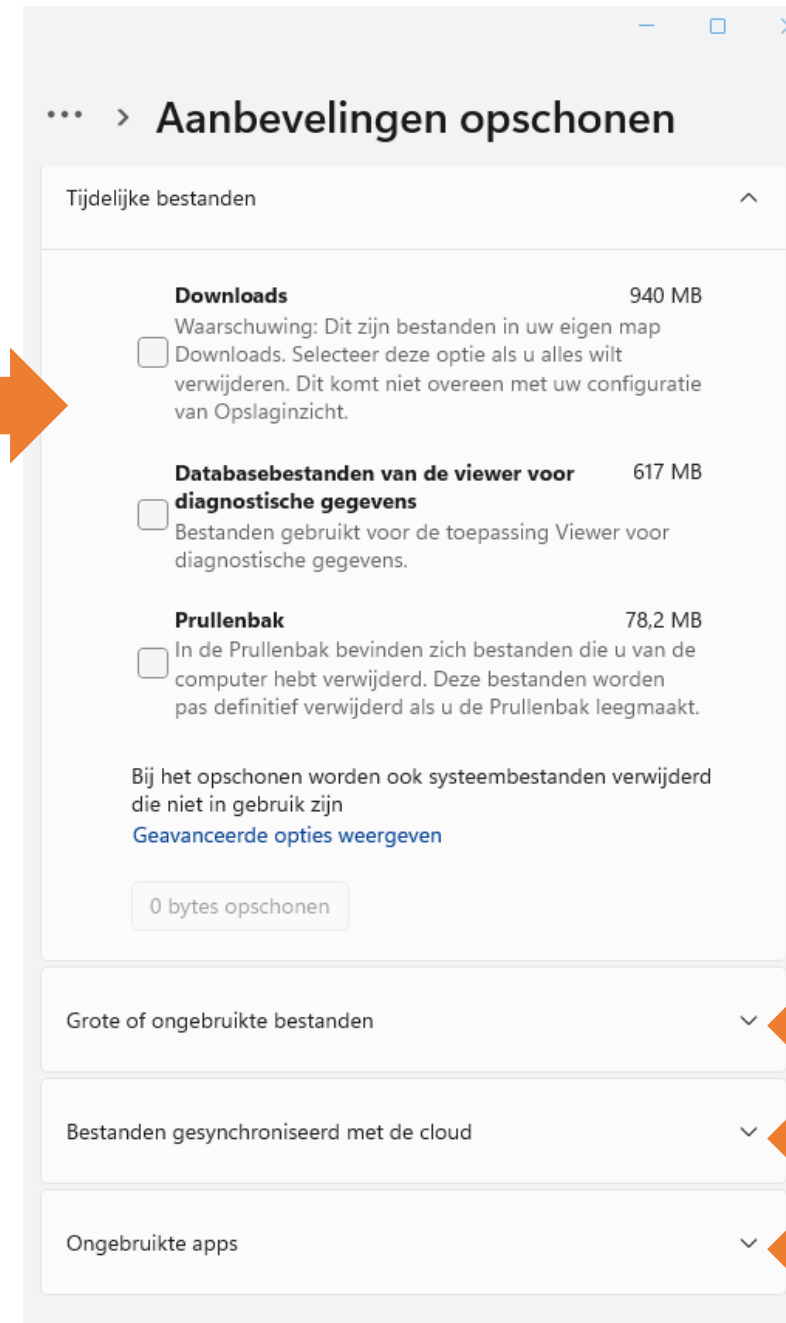 ··· > Aanbevelingen opschonen
Tijdelijke bestanden
Downloads 940 MB
Waarschuwing: Dit zijn bestanden in uw eigen map
Downloads. Selecteer deze optie als u alles wilt
verwijderen. Dit komt niet overeen met uw configuratie
van Opslaginzicht.
Databasebestanden van de viewer voor 617 MB
diagnostische gegevens
Bestanden gebruikt voor de toepassing Viewer voor
diagnostische gegevens.
Prullenbak 78,2 MB
In de Prullenbak bevinden zich bestanden die u van de
computer hebt verwijderd. Deze bestanden worden
pas definitief verwijderd als u de Prullenbak leegmaakt.
Bij het opschonen worden ook systeembestanden verwijderd
die niet in gebruik zijn
Geavanceerde opties weergeven
0 bytes opschonen
Grote of ongebruikte bestanden
Bestanden gesynchroniseerd met de cloud
Ongebruikte apps